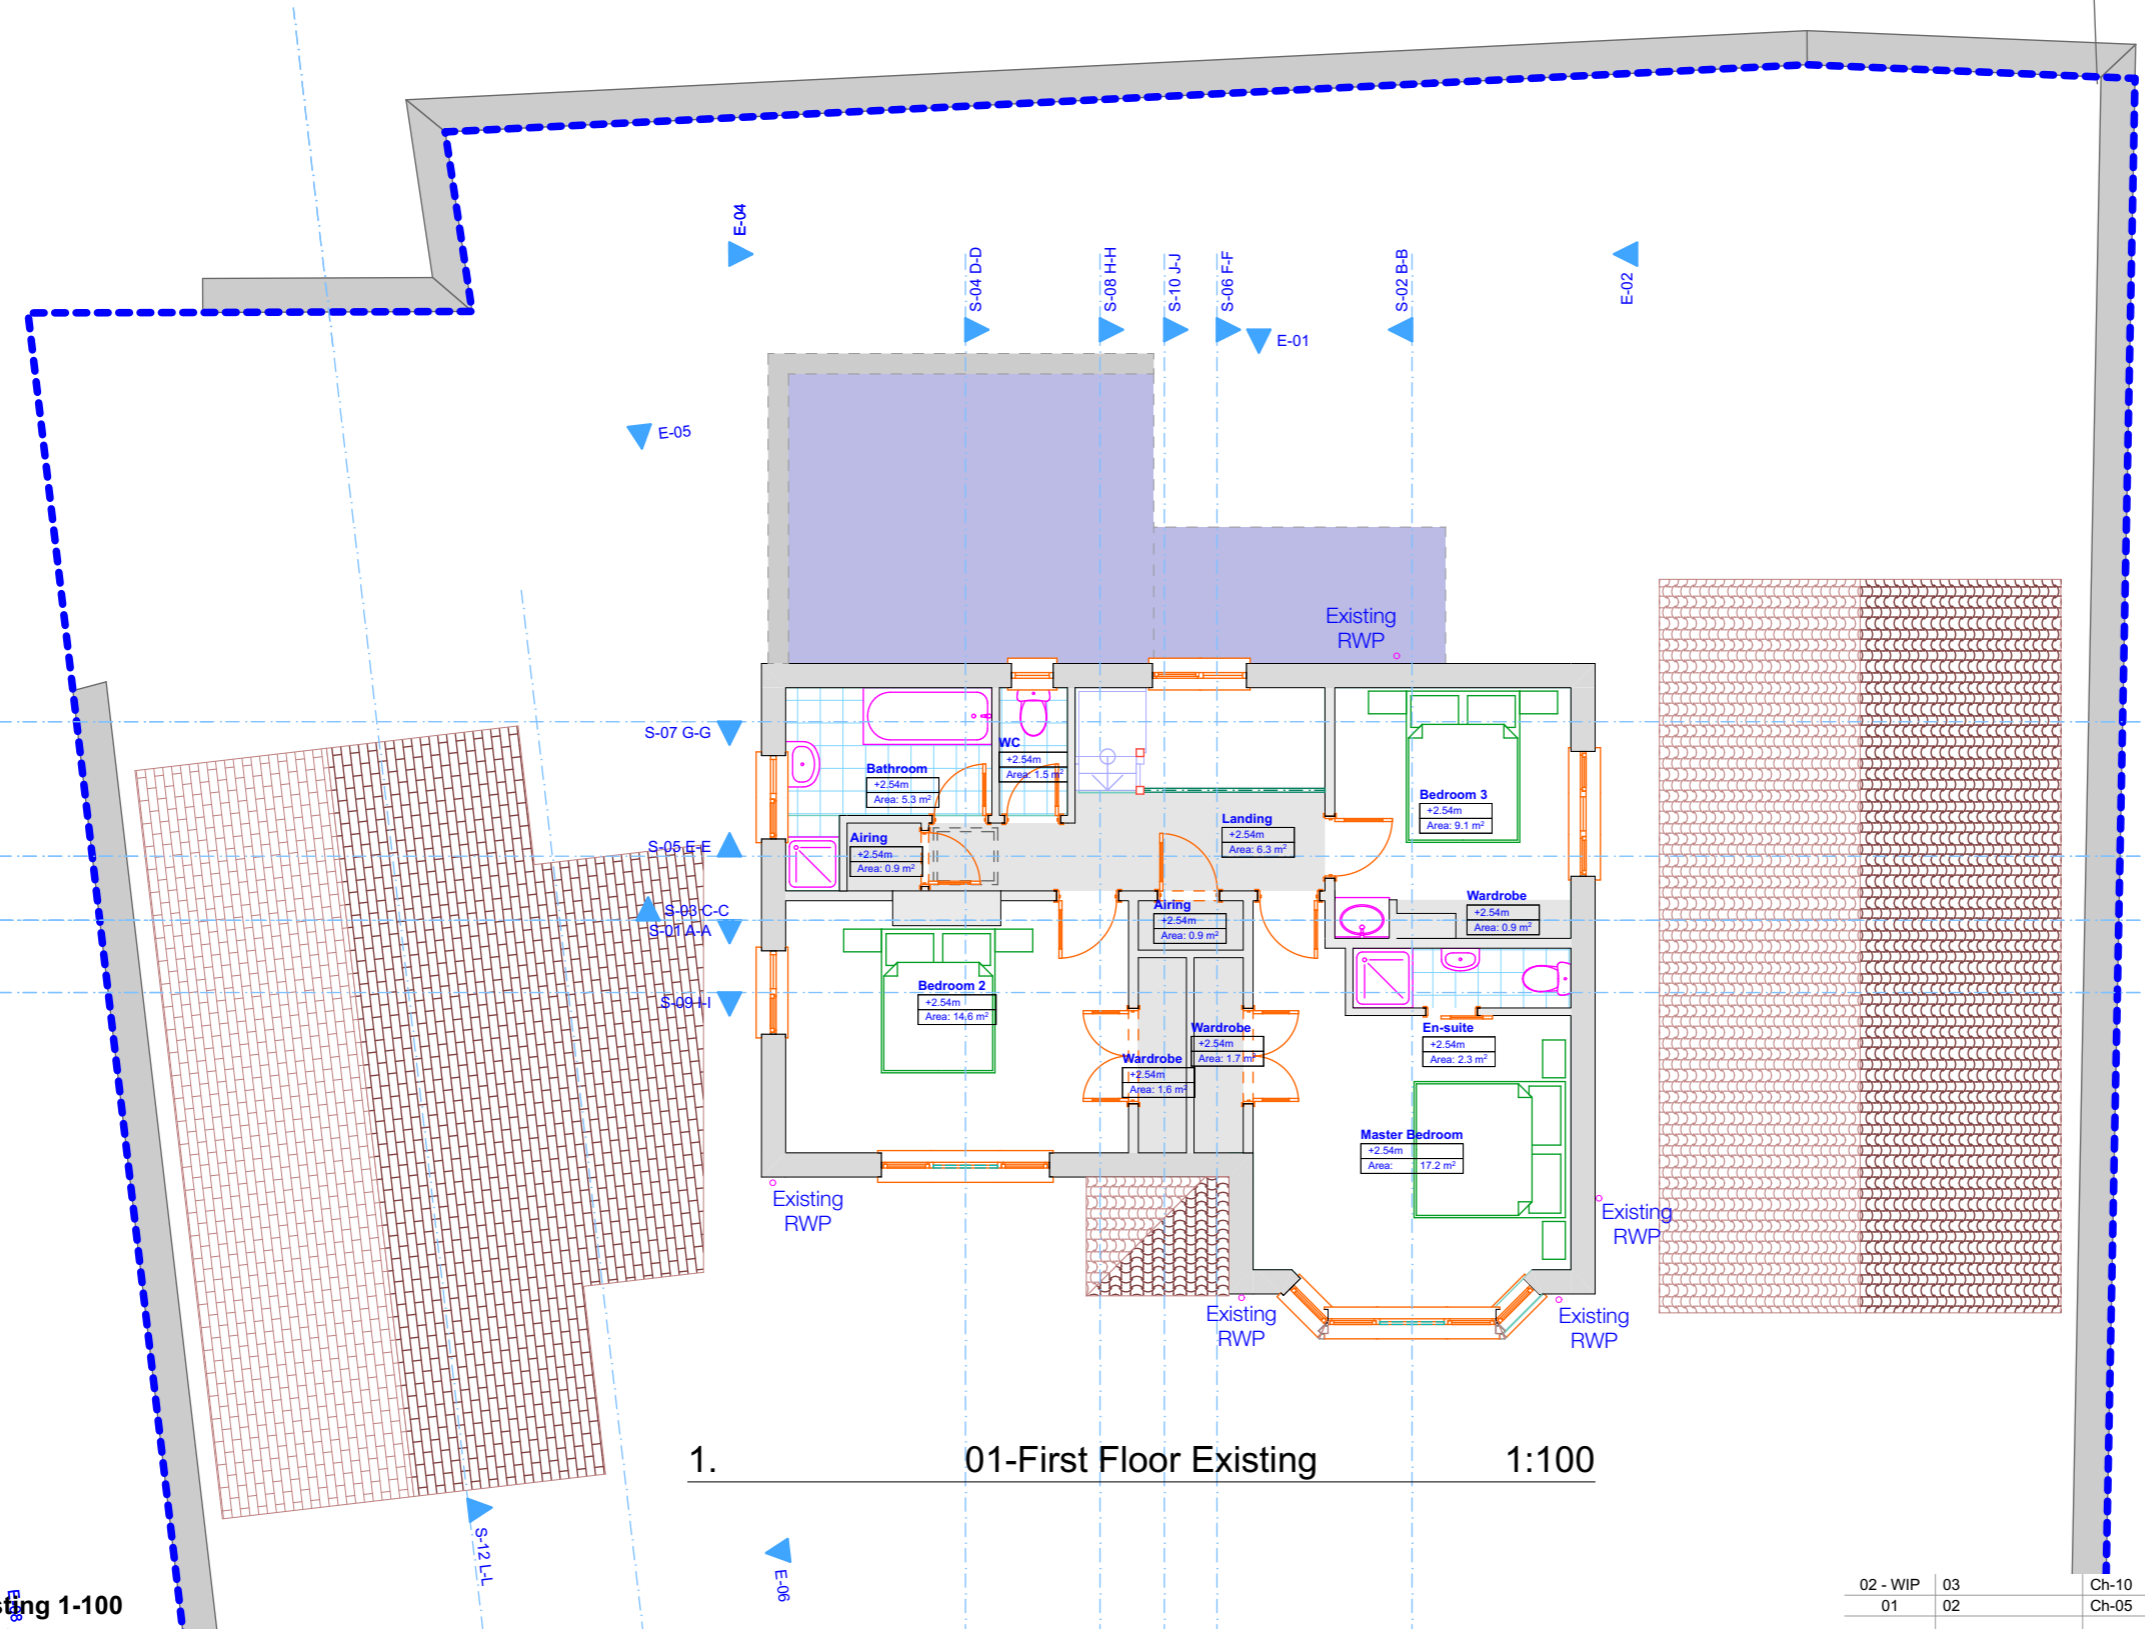 E-04
S-04 D-D
S-08 H-H
S-10 J-J
S-06 F-F
S-02 B-B
E-02
E-01
E-05
Existing
RWP
S-07 G-G
WC
+2.54m
Area: 1.5 m²
Bathroom
+2.54m
Area: 5.3 m²
Bedroom 3
+2.54m
Area: 9.1 m²
Landing
+2.54m
Area: 6.3 m²
S-05 E-E
Airing
+2.54m
Area: 0.9 m²
Wardrobe
+2.54m
Area: 0.9 m²
S-03 C-C
S-01 A-A
Airing
+2.54m
Area: 0.9 m²
Bedroom 2
+2.54m
Area: 14.6 m²
S-09 I-I
Wardrobe
+2.54m
Area: 1.7 m²
En-suite
+2.54m
Area: 2.3 m²
Wardrobe
+2.54m
Area: 1.6 m²
Master Bedroom
+2.54m
Area: 17.2 m²
Existing
RWP
Existing
RWP
Existing
RWP
Existing
RWP
1. 01-First Floor Existing 1:100
S-12 L-L
E-06
sting 1-100
02 - WIP 03 Ch-10
01 02 Ch-05